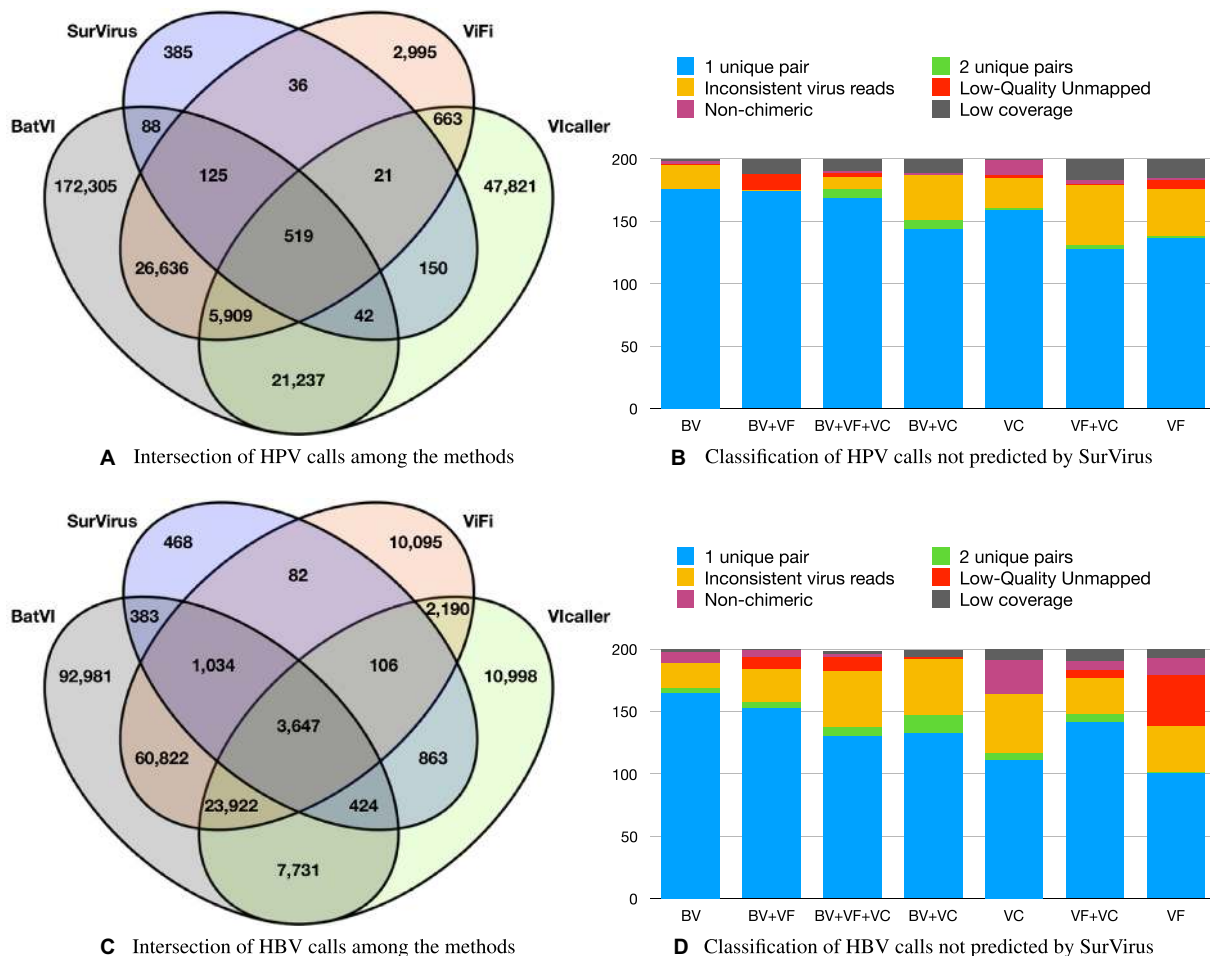 SurVirus
ViFi
385
2,995
36
BatVI
88
663
VIcaller
125
21
172,305
47,821
519
26,636
150
5,909
42
21,237
A Intersection of HPV calls among the methods
1 unique pair
2 unique pairs
Inconsistent virus reads
Low-Quality Unmapped
Non-chimeric
Low coverage
200
150
100
50
0
BV BV+VF BV+VF+VC BV+VC VC VF+VC VF
B Classification of HPV calls not predicted by SurVirus
SurVirus
ViFi
468
10,095
82
BatVI
383
2,190
VIcaller
1,034
106
92,981
10,998
3,647
60,822
863
23,922
424
7,731
C Intersection of HBV calls among the methods
1 unique pair
2 unique pairs
Inconsistent virus reads
Low-Quality Unmapped
Non-chimeric
Low coverage
200
150
100
50
0
BV BV+VF BV+VF+VC BV+VC VC VF+VC VF
D Classification of HBV calls not predicted by SurVirus